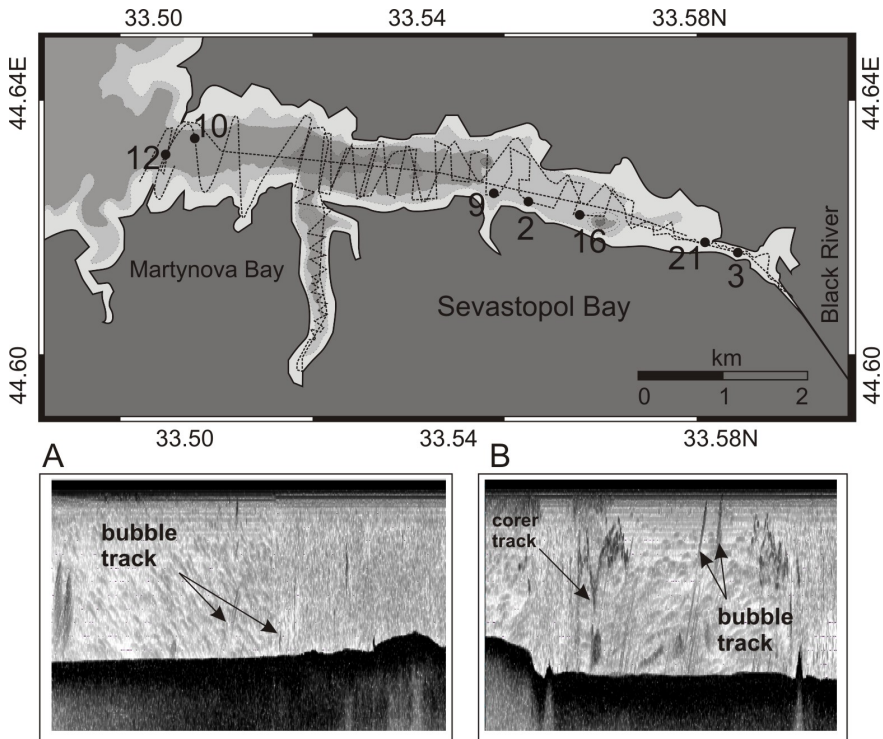 33.50 33.54 33.58N
44.64E 44.64E
10
12
9
2
16
21
3
Martynova Bay
Sevastopol Bay
Black River
km
0 1 2
44.60 44.60
33.50 33.54 33.58N
A
bubble
track
B
corer
track
bubble
track